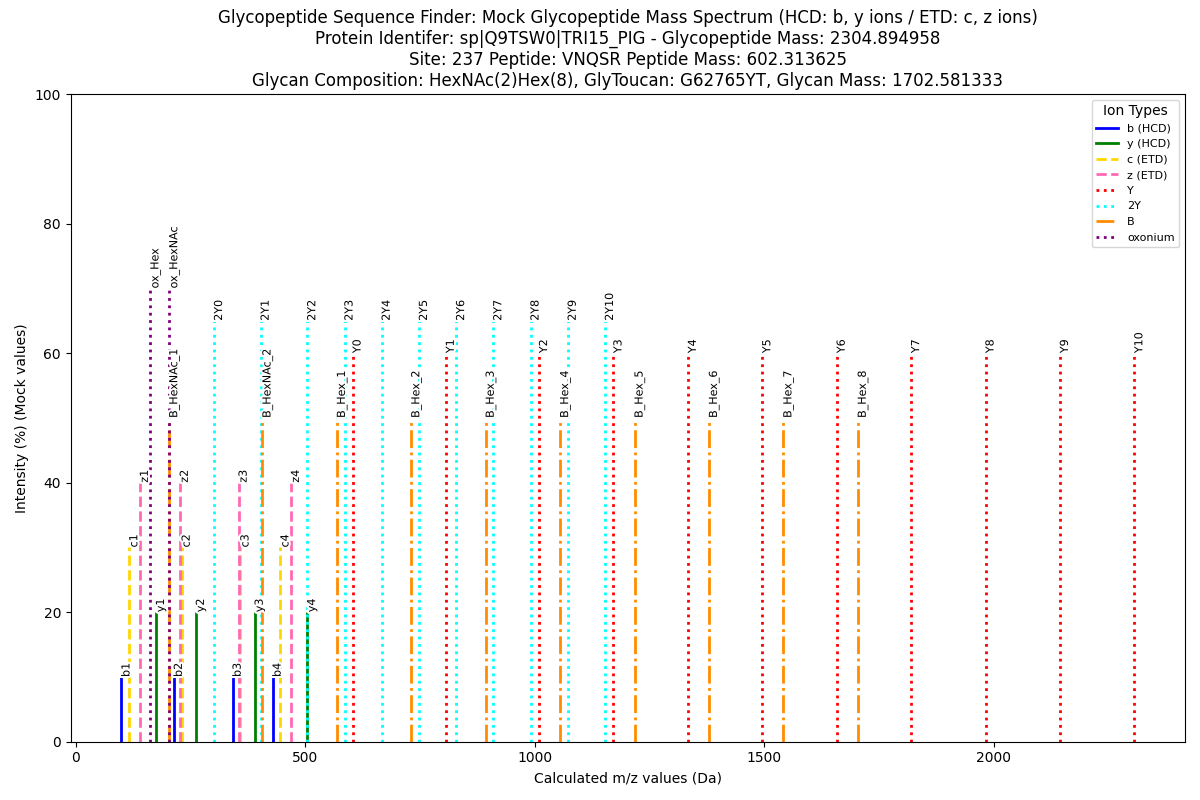 Glycopeptide Sequence Finder: Mock Glycopeptide Mass Spectrum (HCD: b, y ions / ETD: c, z ions)
Protein Identifer: sp|Q9TSW0|TRI15_PIG - Glycopeptide Mass: 2304.894958
Site: 237 Peptide: VNQSR Peptide Mass: 602.313625
Glycan Composition: HexNAc(2)Hex(8), GlyToucan: G62765YT, Glycan Mass: 1702.581333
Intensity (%) (Mock values)
100
80
60
40
20
0
Ion Types
b (HCD)
y (HCD)
c (ETD)
z (ETD)
Y
2Y
B
oxonium
ox_Hex
ox_HexNAc
2Y0
2Y1
2Y2
2Y3
2Y4
2Y5
2Y6
2Y7
2Y8
2Y9
2Y10
Y0
Y1
Y2
Y3
Y4
Y5
Y6
Y7
Y8
Y9
Y10
B_HexNAc_1
B_HexNAc_2
B_Hex_1
B_Hex_2
B_Hex_3
B_Hex_4
B_Hex_5
B_Hex_6
B_Hex_7
B_Hex_8
z1
z2
z3
z4
c1
c2
c3
c4
y1
y2
y3
y4
b1
b2
b3
b4
0
500
1000
1500
2000
Calculated m/z values (Da)